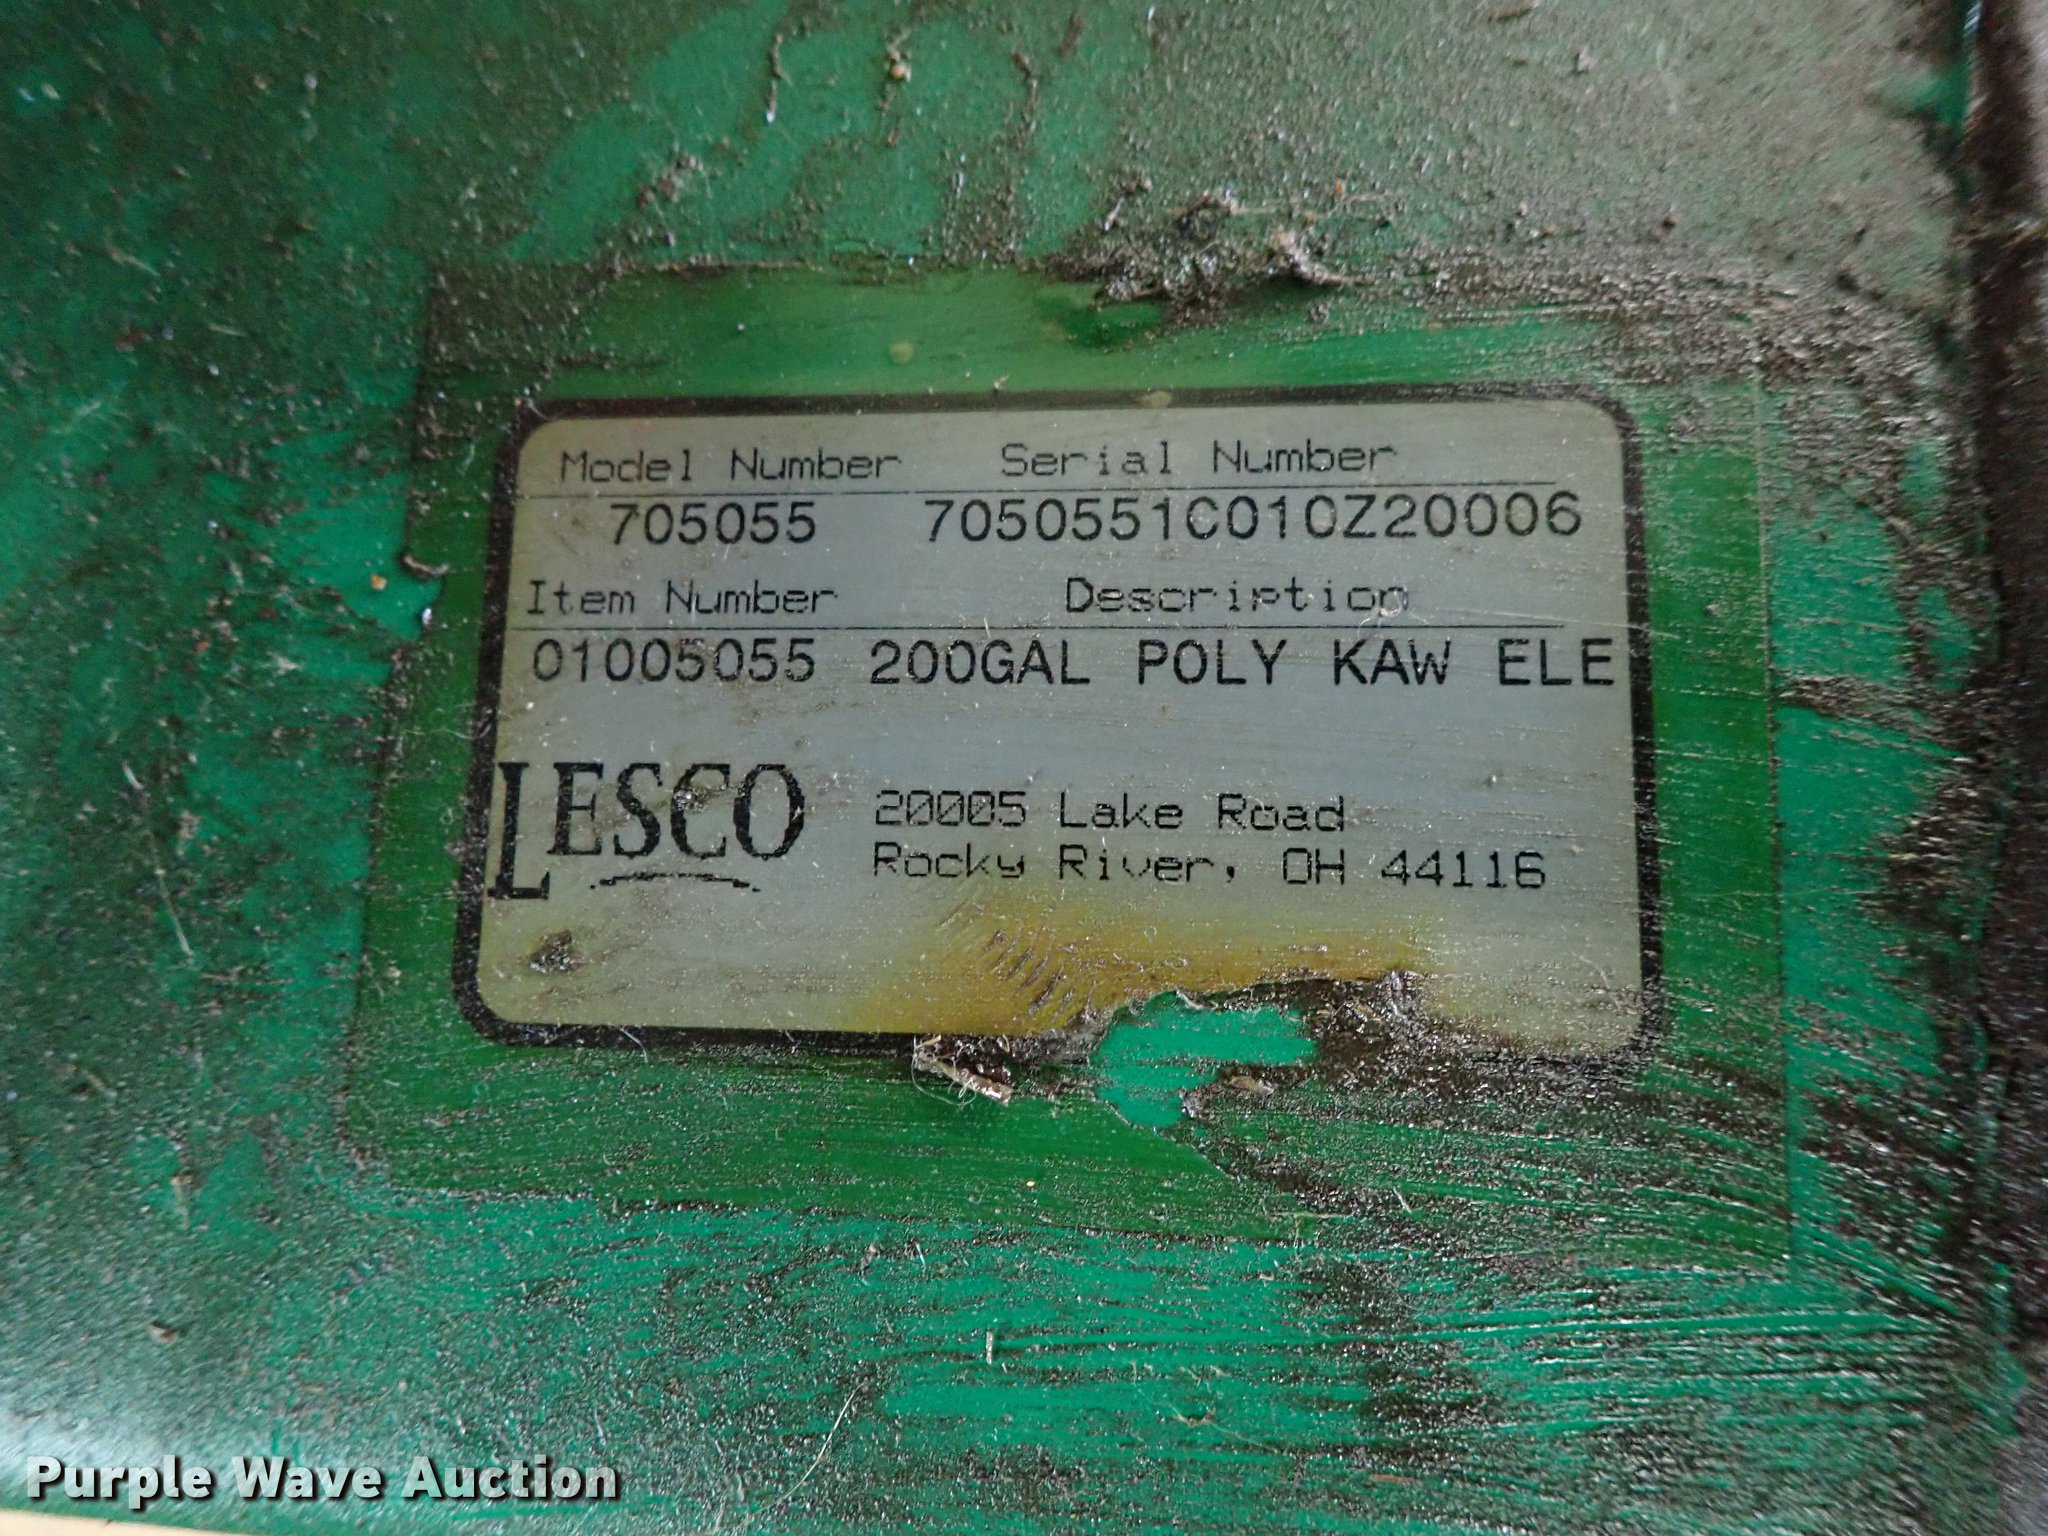 Model Number Serial Number
705055 7050551C010Z20006
Item Number Description
01005055 200GAL POLY KAW ELE
LESCO
20005 Lake Road
Rocky River, OH 44116
Purple Wave Auction